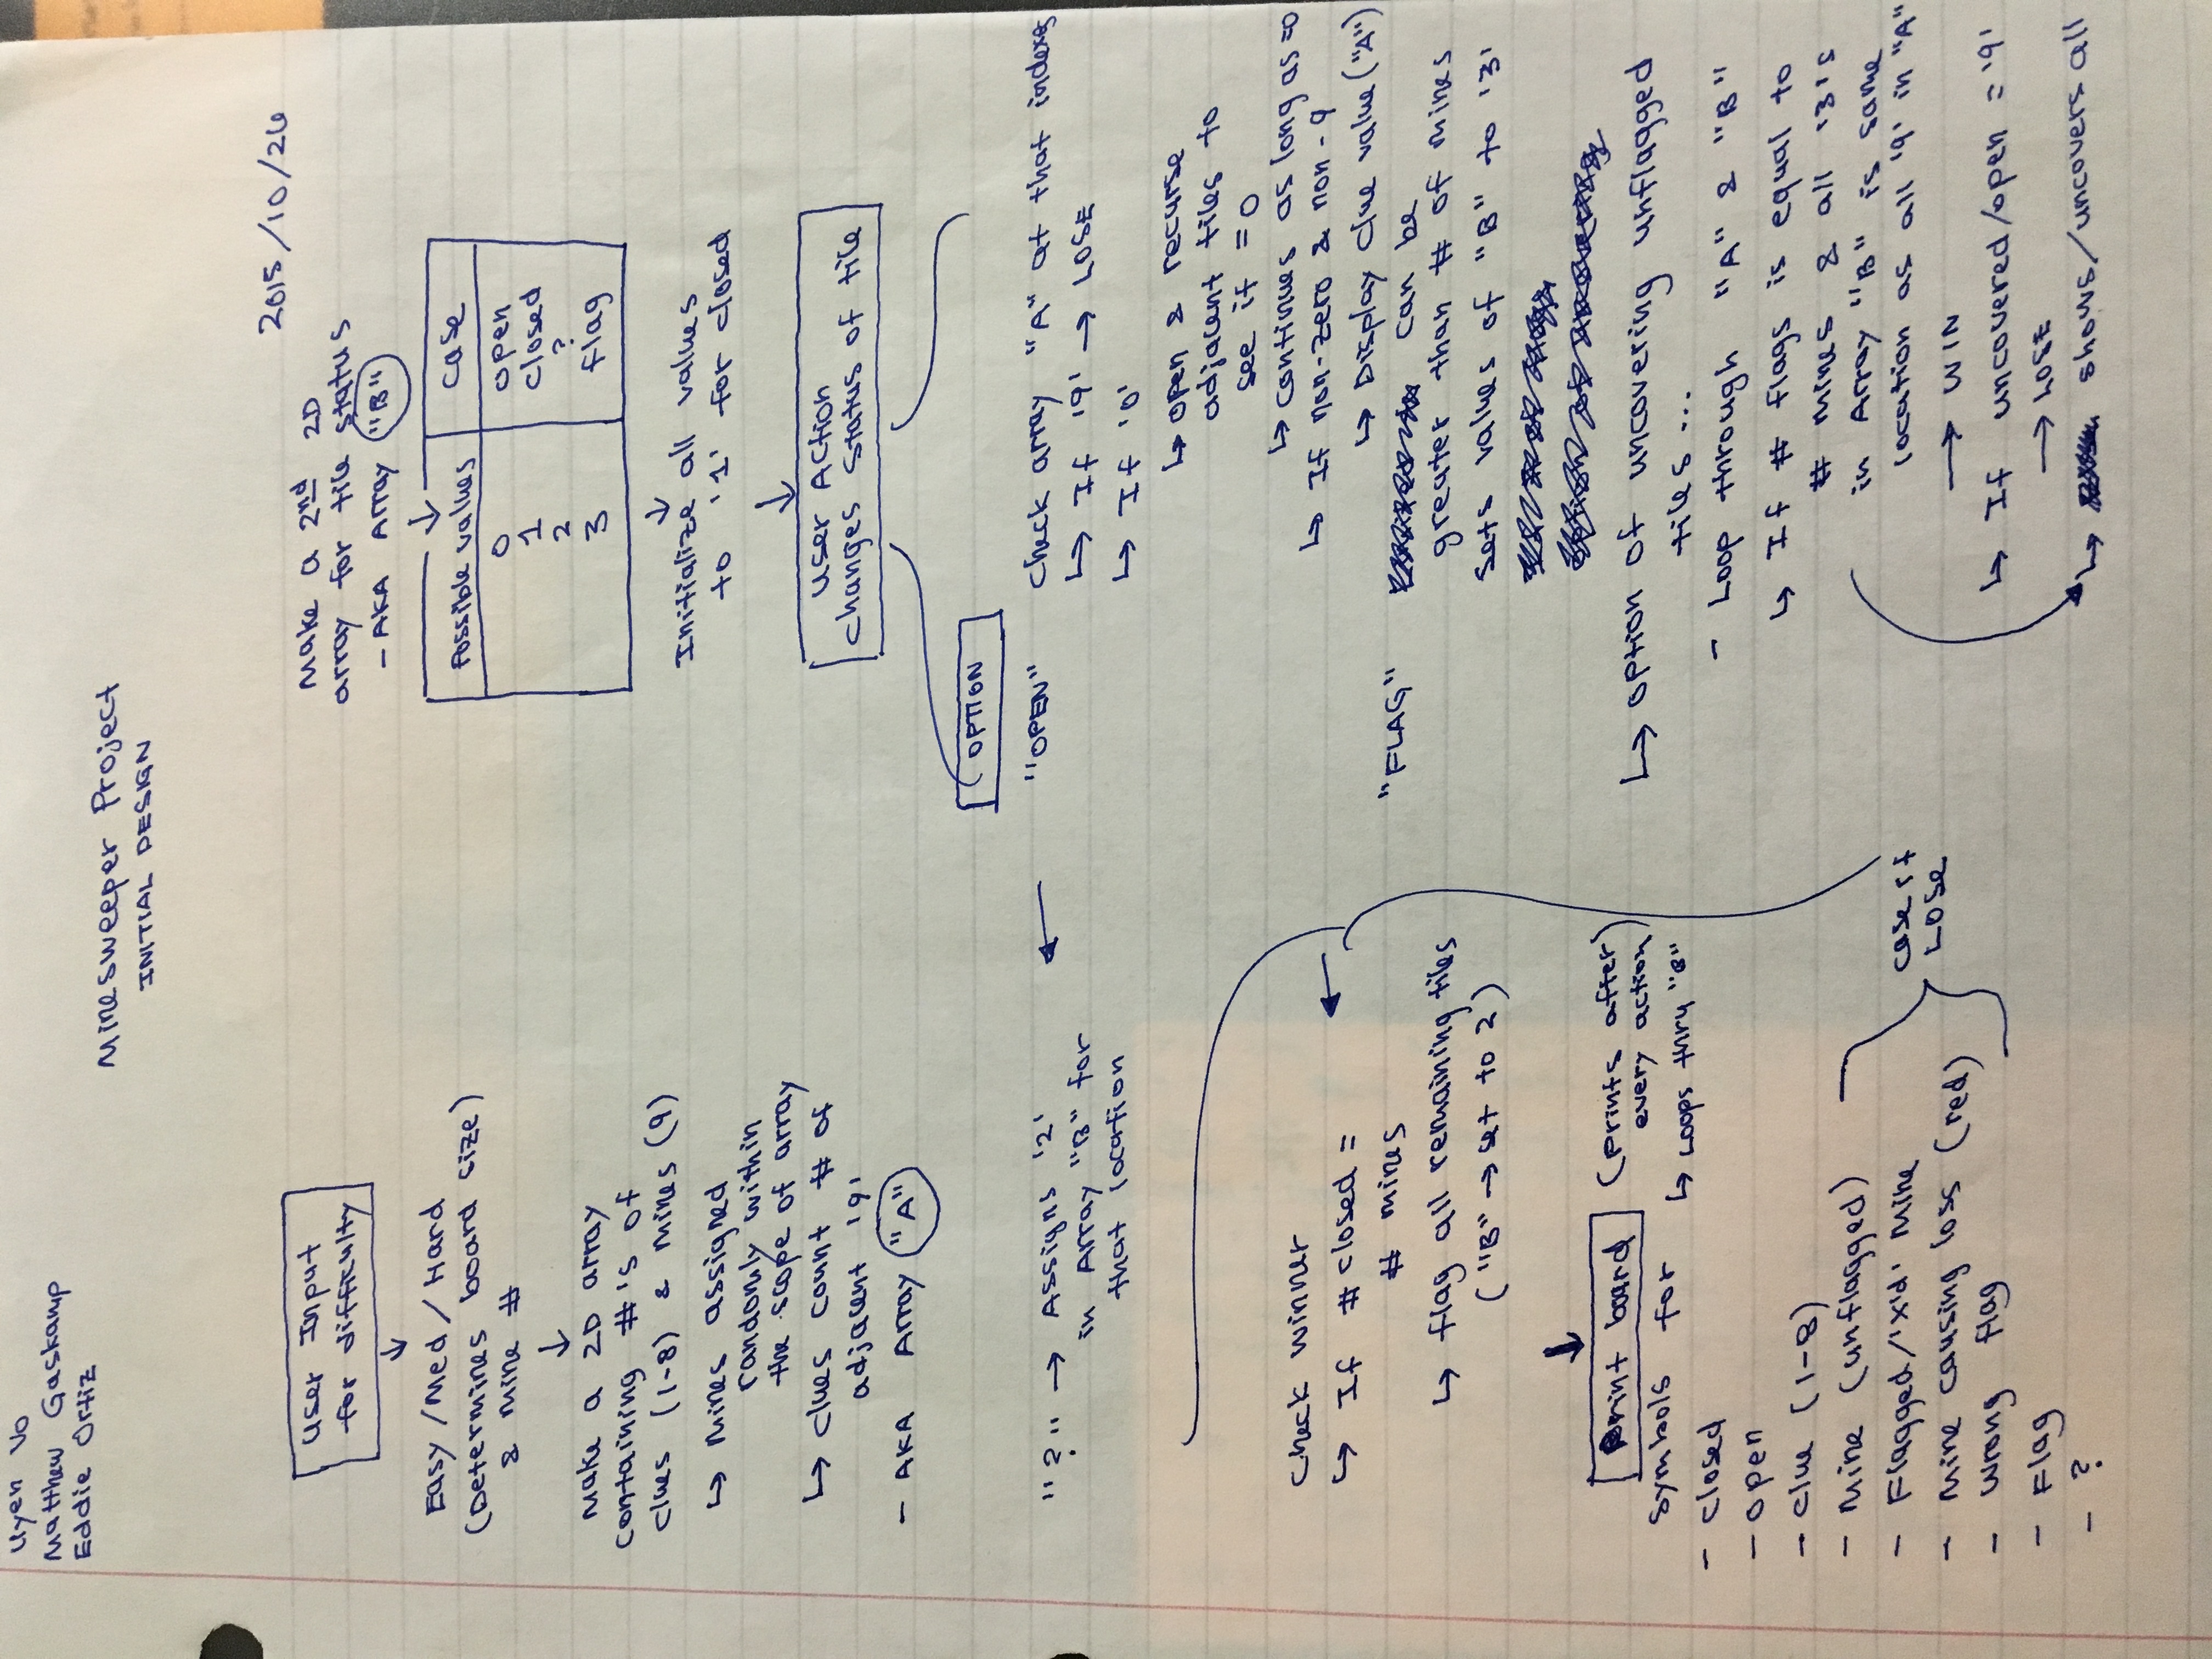 Uyen Vo
Matthew Gaskamp
Eddie Ortiz
Minesweeper Project
INITIAL DESIGN
2015/10/26
User Input
for difficulty
↓
Easy / Med / Hard
(Determines board size)
& mine #
↓
Make a 2D array
containing #'s of
clues (1-8) & mines (9)
↳ Mines assigned
randomly within
the scope of array
↳ clues count # of
adjacent '9'
- AKA Array "A"
Make a 2nd 2D
array for tile status
- AKA Array "B"
↓
Possible values case
0 open
1 closed
2 ?
3 flag
↓
Initialize all values
to '1' for closed
↓
User Action
changes status of tile
OPTION
"?" → Assigns '2'
in Array "B" for
that location
←
"OPEN" Check array "A" at that indexes
↳ If '9' → LOSE
↳ If '0'
↳ open & recurse
adjacent tiles to
see if = 0
↳ continues as long as =0
↳ If non-zero & non-9
↳ Display clue value ("A")
"FLAG" can be
greater than # of mines
sets values of "B" to '3'
↳ option of uncovering unflagged
tiles ...
- Loop through "A" & "B"
↳ If # flags is equal to
# mines & all '3's
in Array "B" is same
location as all '9' in "A"
→ WIN
↳ If uncovered/open = '9'
→ LOSE
↳ shows/uncovers all
Check winner
↳ If # closed =
# mines
←
↳ flag all remaining tiles
("B" → set to 2)
↓
Print board (prints after
every action)
↳ Loops thru "B"
symbols for
- closed
- open
- clue (1-8)
- Mine (unflagged)
- Flagged/'x'd' Mine
- Mine causing loss (red)
- Wrong flag
- Flag
- ?
case if
LOSE